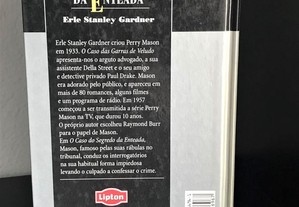 DA ENTEADA
Erle Stanley Gardner
Erle Stanley Gardner criou Perry Mason
em 1933. O Caso das Garras de Veludo
apresenta-nos o arguto advogado, a sua
assistente Della Street e o seu amigo
e detective privado Paul Drake. Mason
era adorado pelo público, e apareceu em
mais de 80 romances, alguns filmes
e um programa de rádio. Em 1957
começou a ser transmitida a série Perry
Mason na TV, que durou 10 anos.
O próprio autor escolheu Raymond Burr
para o papel de Mason.
Em O Caso do Segredo da Enteada,
Mason, famoso pelas suas rábulas no
tribunal, conduz os interrogatórios
na sua habitual forma impiedosa
levando o culpado a confessar o crime.
Lipton